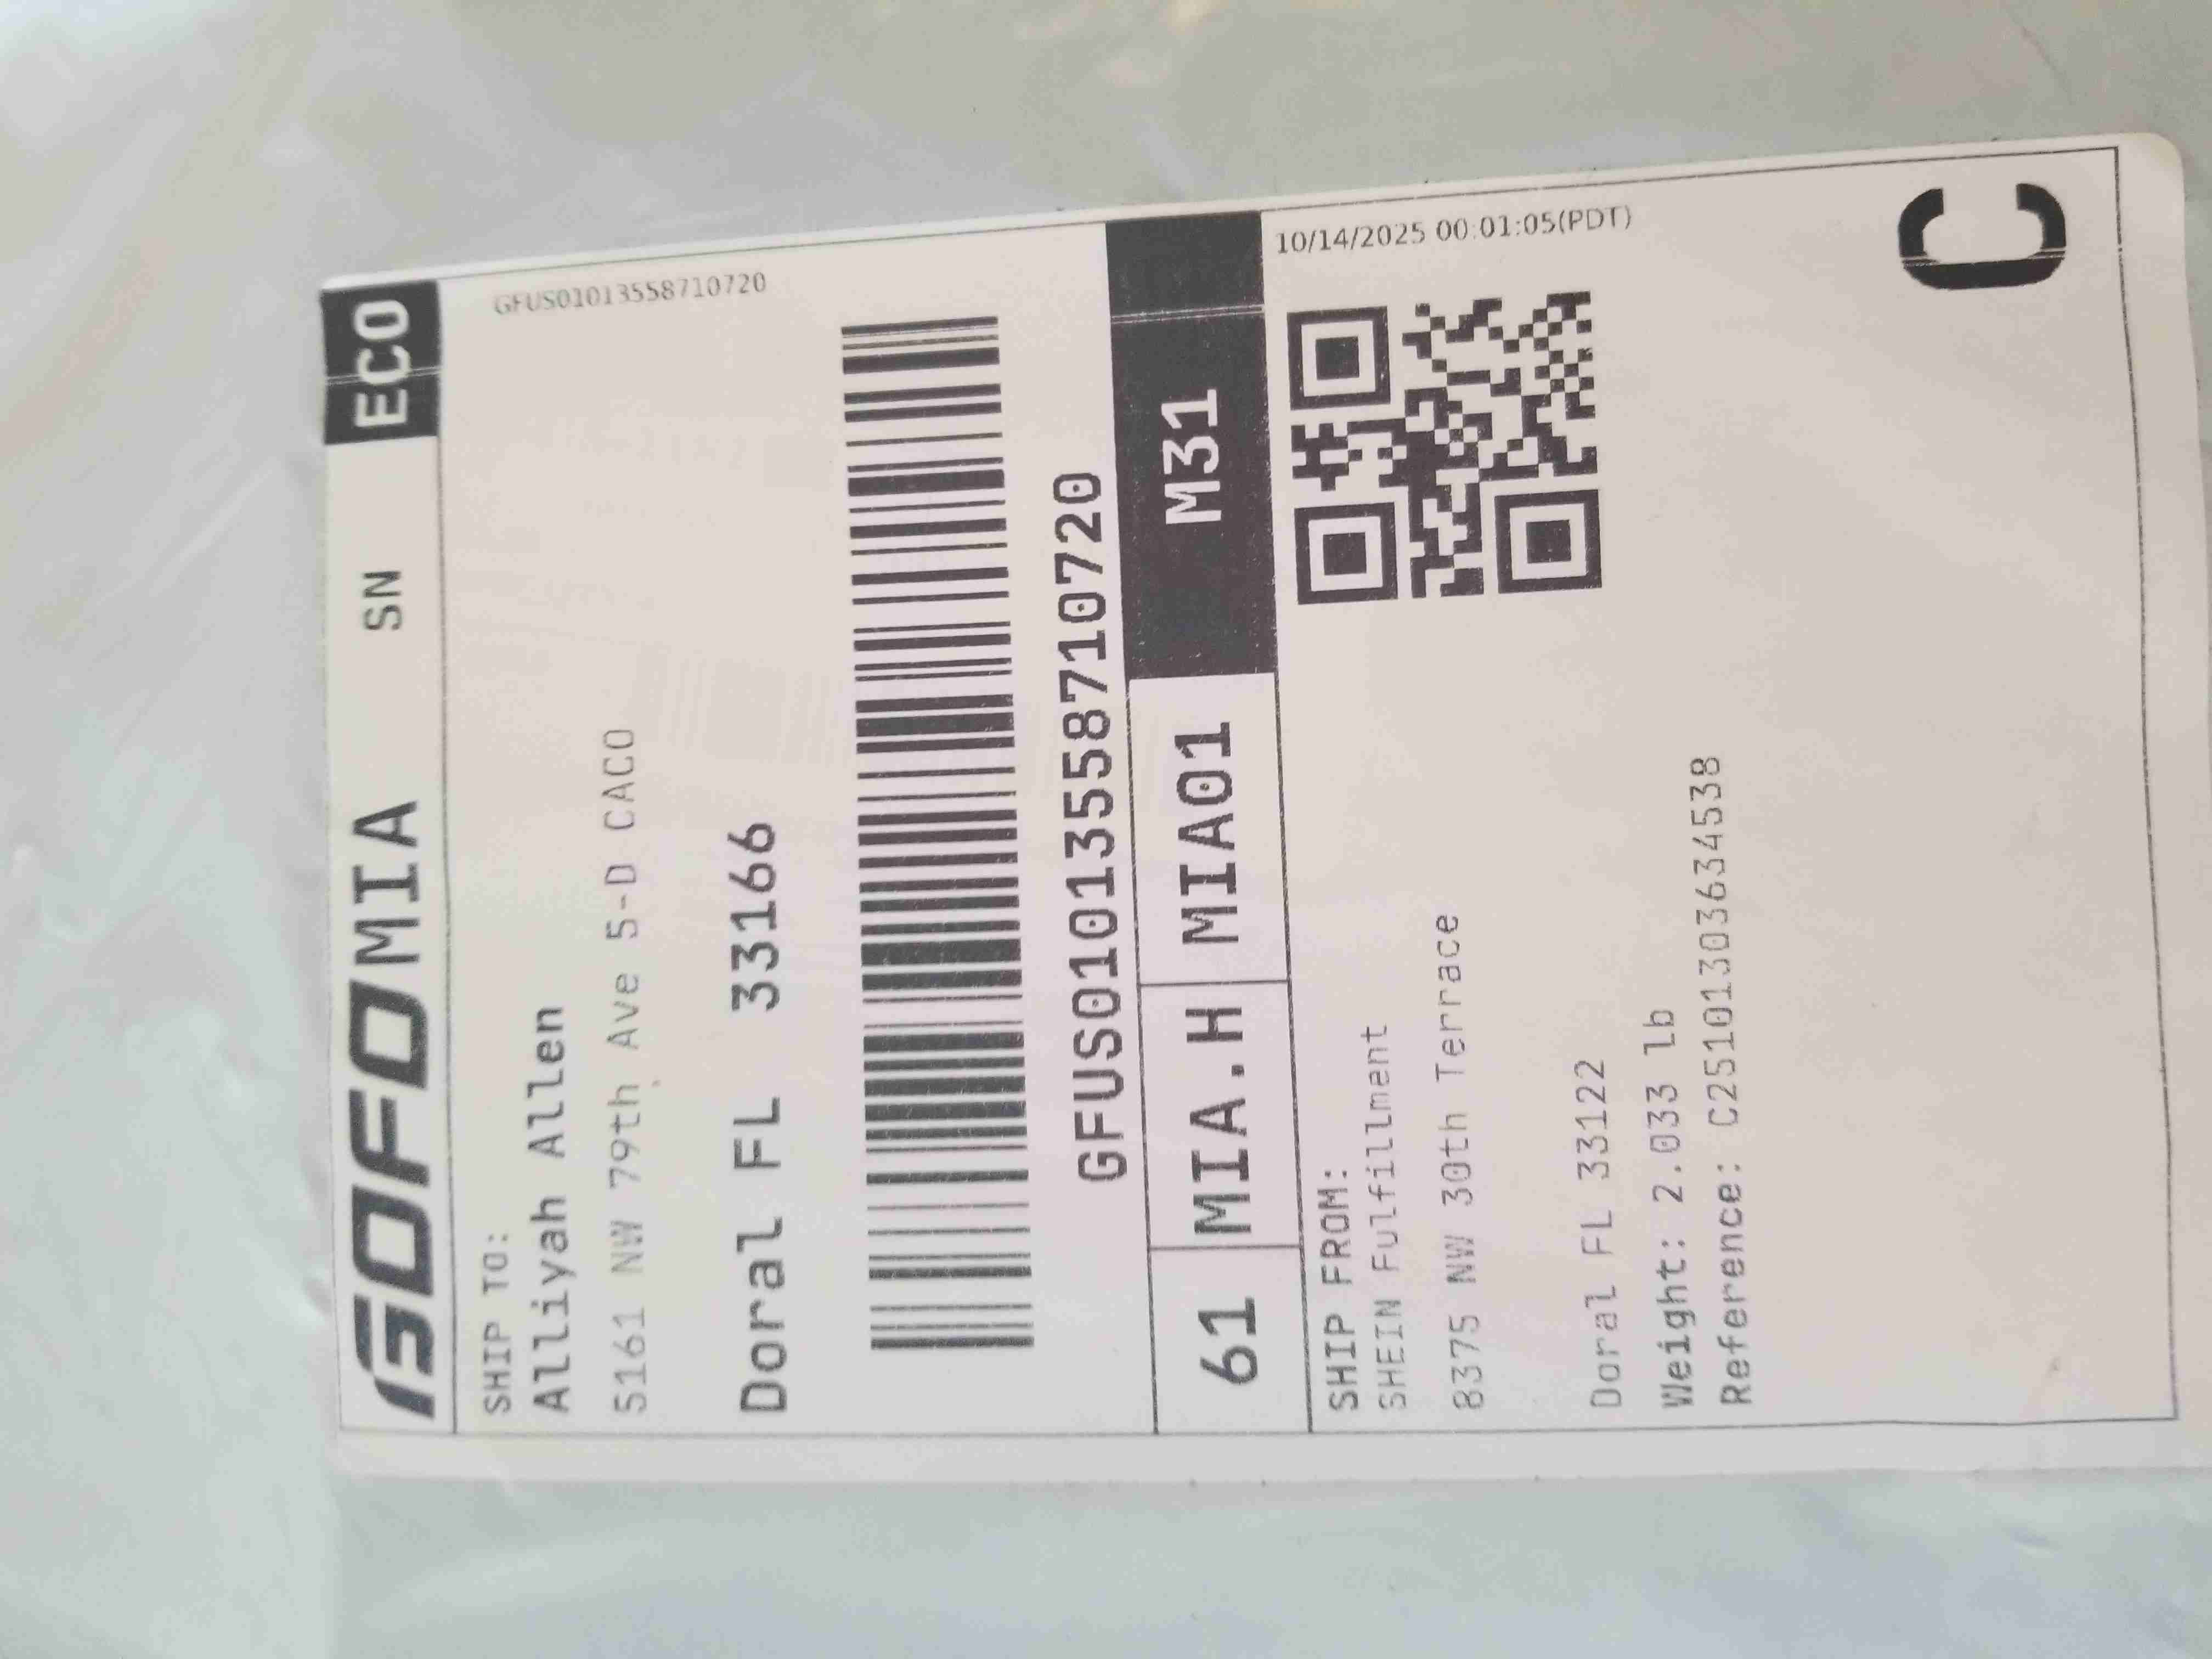 GOFO MIA SN ECO
GFUS01013558710720
SHIP TO:
Alliyah Allen
5161 NW 79th Ave 5-D CACO
Doral FL 33166
GFUS01013558710720
61 MIA.H MIA01 M31
10/14/2025 00:01:05(PDT)
SHIP FROM:
SHEIN Fulfillment
8375 NW 30th Terrace
Doral FL 33122
Weight: 2.033 lb
Reference: C2510130363634538
C